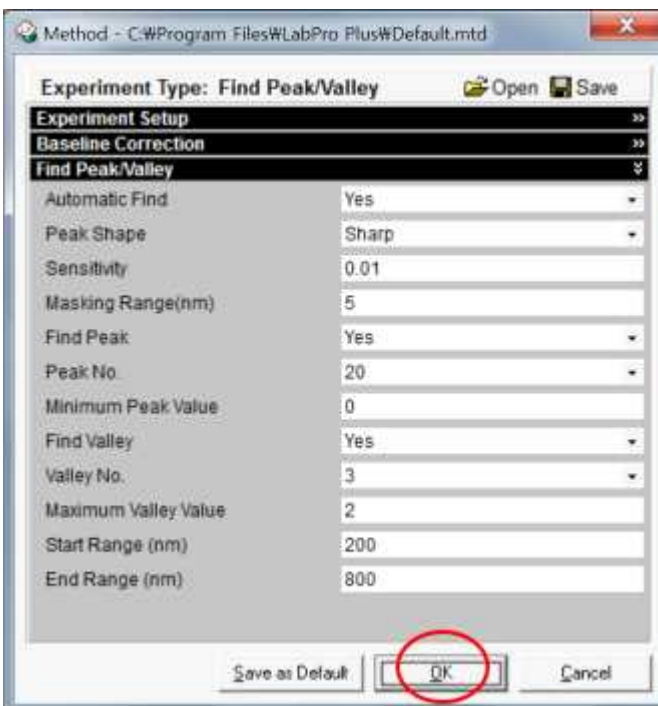 Method - C:₩Program Files₩LabPro Plus₩Default.mtd
Experiment Type: Find Peak/Valley Open Save
Experiment Setup
Baseline Correction
Find Peak/Valley
Automatic Find Yes
Peak Shape Sharp
Sensitivity 0.01
Masking Range(nm) 5
Find Peak Yes
Peak No. 20
Minimum Peak Value 0
Find Valley Yes
Valley No. 3
Maximum Valley Value 2
Start Range (nm) 200
End Range (nm) 800
Save as Default OK Cancel